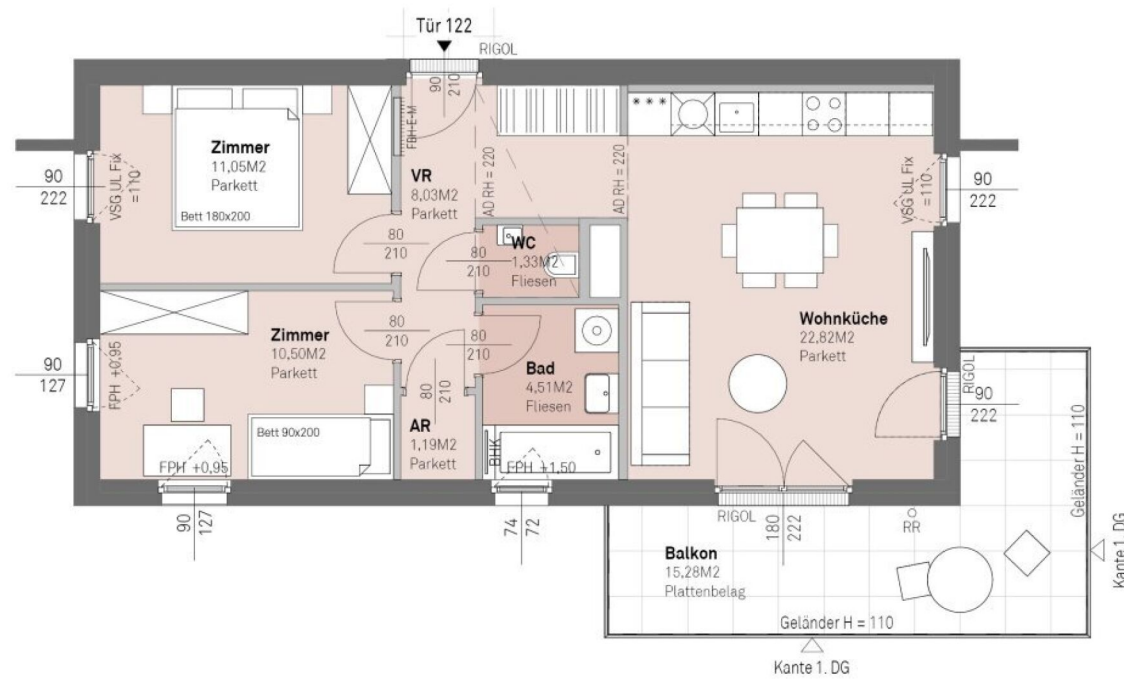 Tür 122
RIGOL
90
210
FBH-E-M
Zimmer
11,05M2
Parkett
Bett 180x200
VSG UL Fix
=110
90
222
VR
8,03M2
Parkett
AD RH = 220
AD RH = 220
VSG UL Fix
=110
90
222
80
210
80
210
WC
1,33M2
Fliesen
Zimmer
10,50M2
Parkett
80
210
80
210
Wohnküche
22,82M2
Parkett
90
127
FPH +0,95
Bad
4,51M2
Fliesen
80
210
RIGOL
90
222
AR
1,19M2
Parkett
Bett 90x200
BHK
FPH +0,95
FPH +1,50
90
127
74
72
RIGOL
180
222
RR
Geländer H = 110
Balkon
15,28M2
Plattenbelag
Geländer H = 110
Kante 1. DG
Kante 1. DG